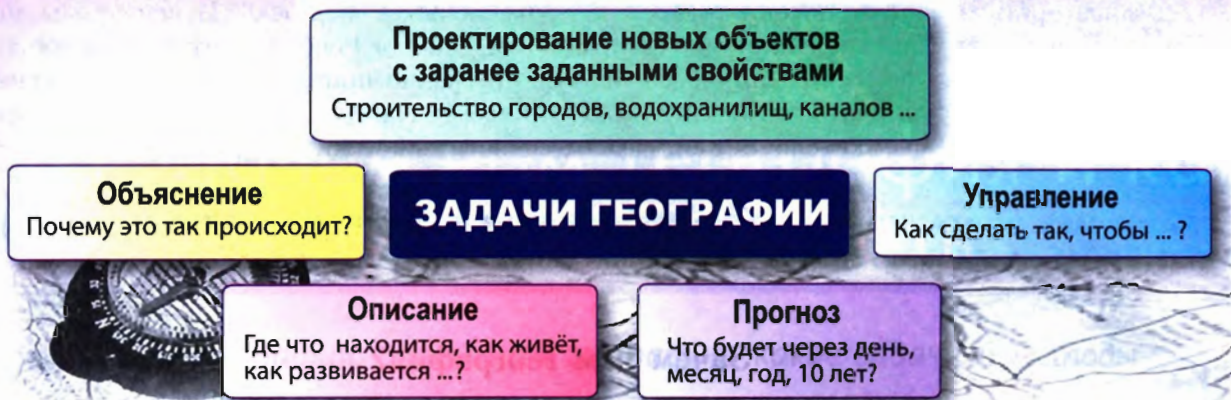 Проектирование новых объектов
с заранее заданными свойствами
Строительство городов, водохранилищ, каналов ...
Объяснение
Почему это так происходит?
ЗАДАЧИ ГЕОГРАФИИ
Управление
Как сделать так, чтобы ... ?
Описание
Где что находится, как живёт,
как развивается ...?
Прогноз
Что будет через день,
месяц, год, 10 лет?